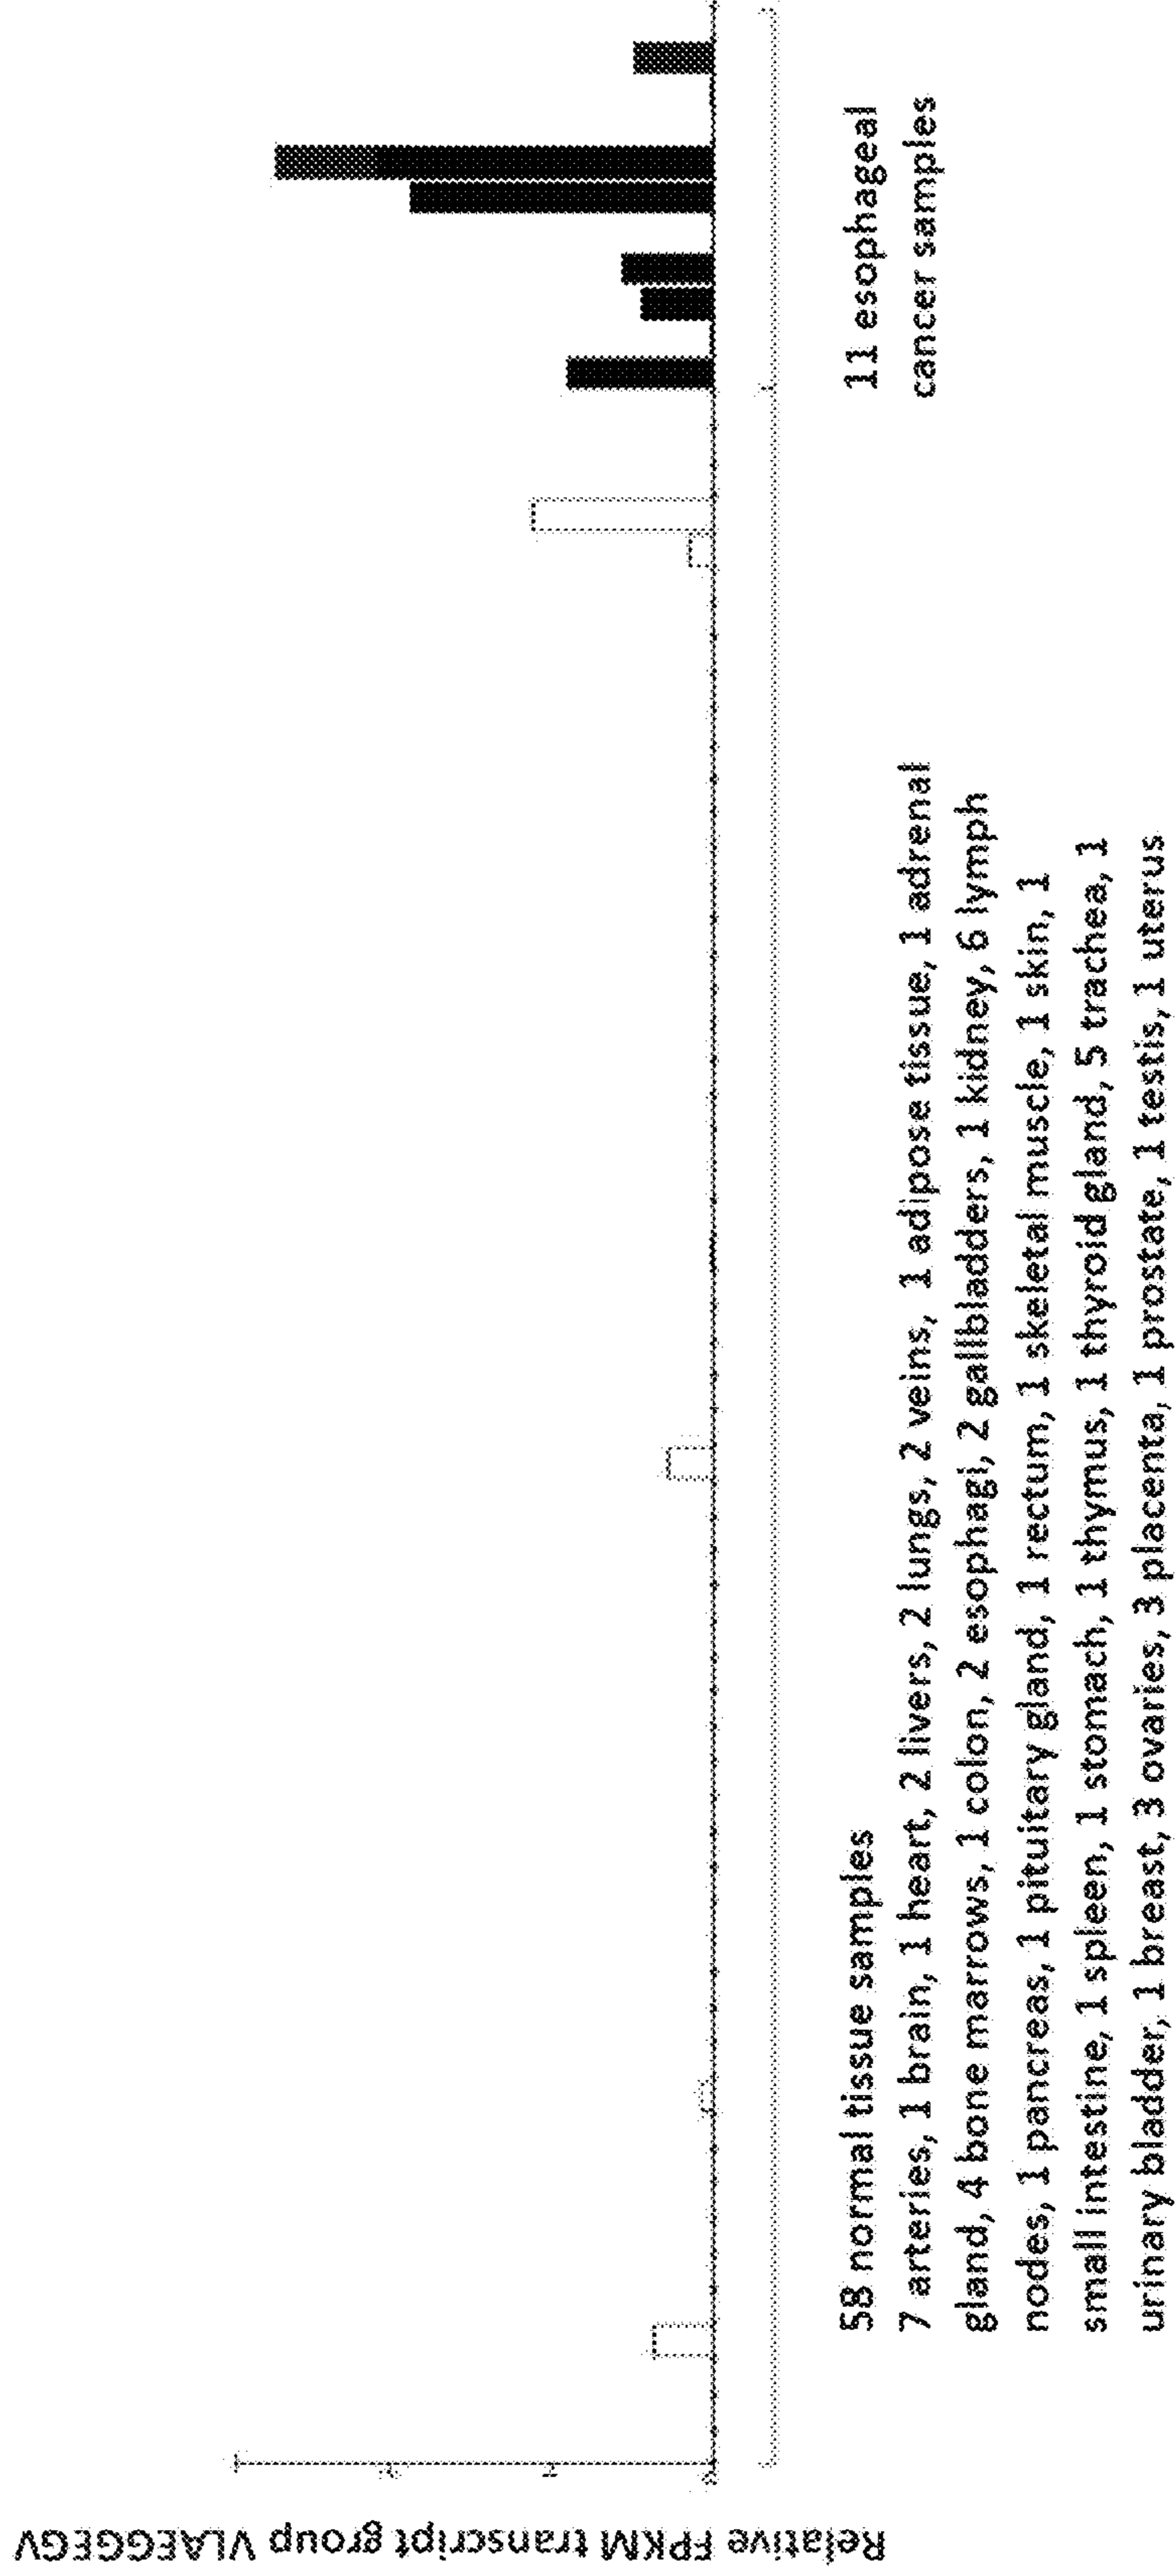 Relative FPKM transcript group VLAEGGEGV
58 normal tissue samples
7 arteries, 1 brain, 1 heart, 2 livers, 2 lungs, 2 veins, 1 adipose tissue, 1 adrenal
gland, 4 bone marrows, 1 colon, 2 esophagi, 2 gallbladders, 1 kidney, 6 lymph
nodes, 1 pancreas, 1 pituitary gland, 1 rectum, 1 skeletal muscle, 1 skin, 1
small intestine, 1 spleen, 1 stomach, 1 thymus, 1 thyroid gland, 5 trachea, 1
urinary bladder, 1 breast, 3 ovaries, 3 placenta, 1 prostate, 1 testis, 1 uterus
11 esophageal
cancer samples